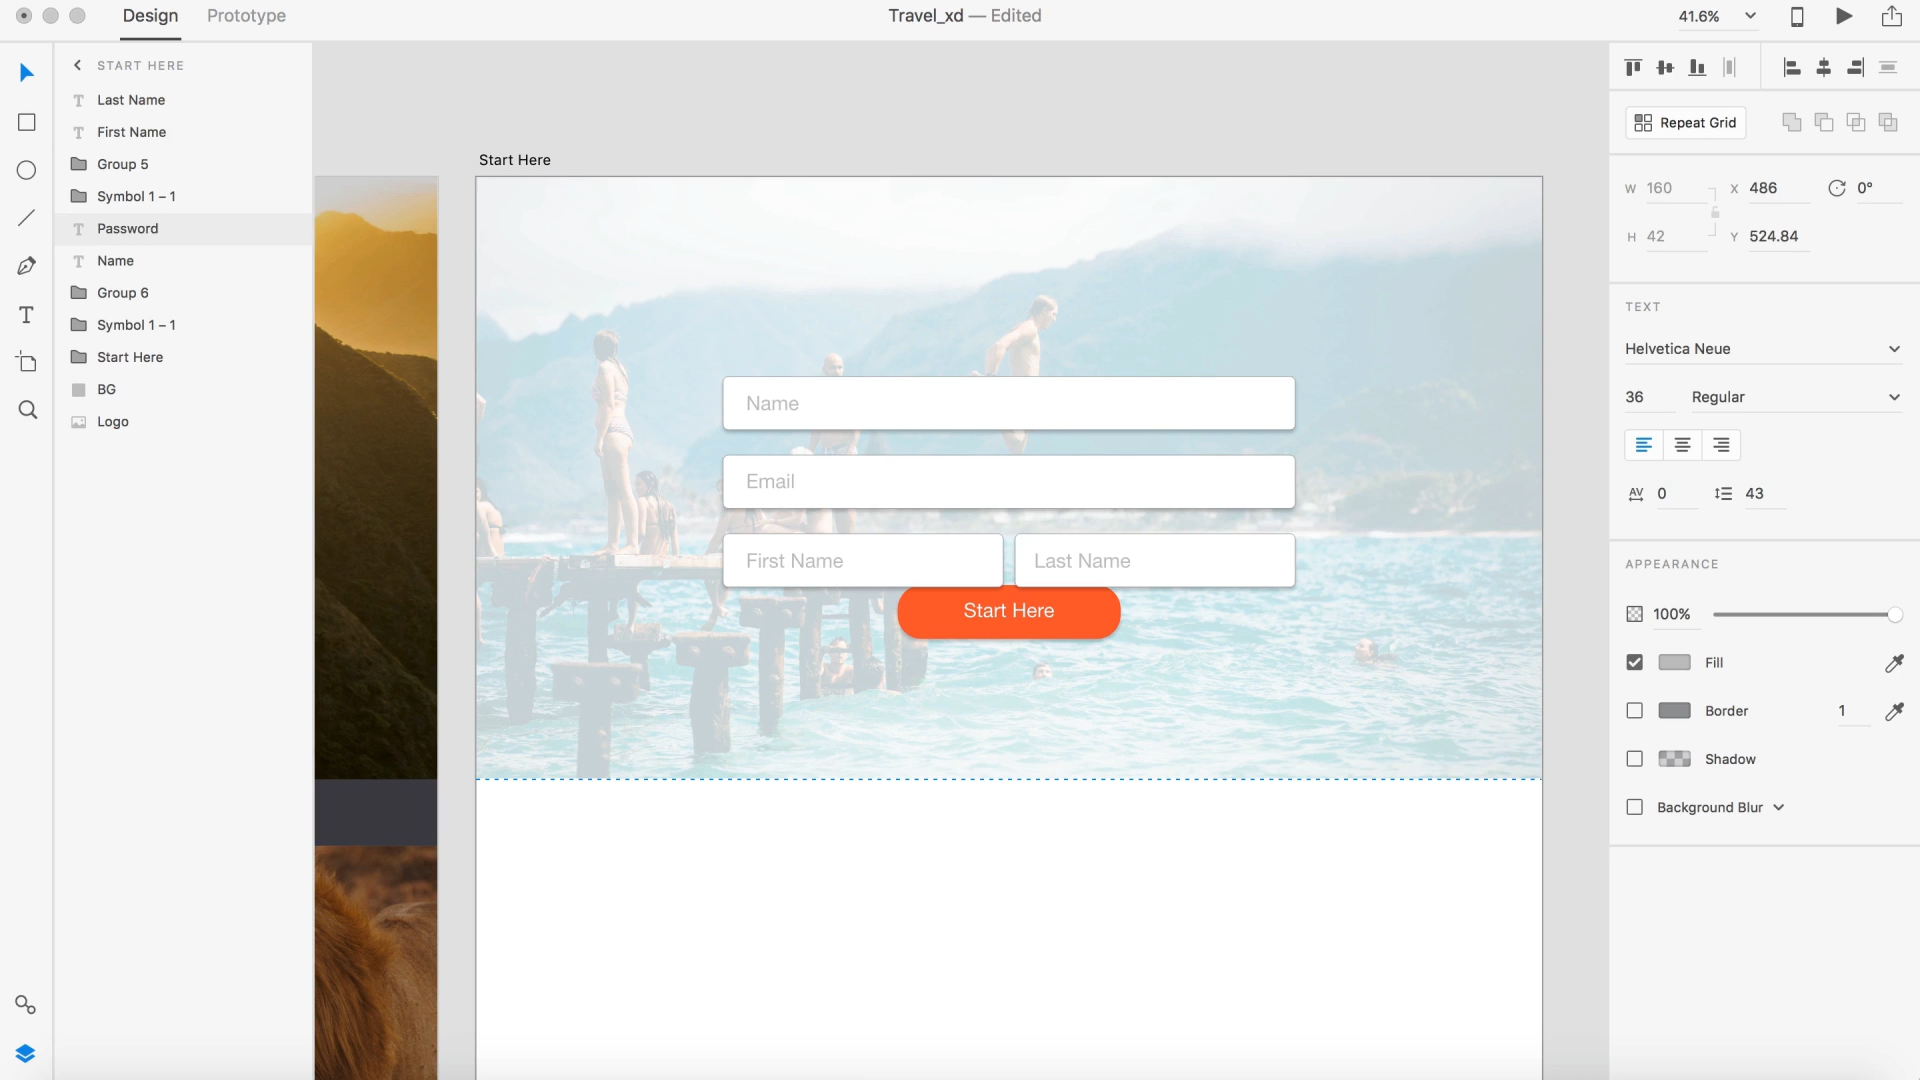 Design Prototype Travel_xd — Edited 41.6%
START HERE
Last Name
First Name
Group 5
Symbol 1 – 1
Password
Name
Group 6
Symbol 1 – 1
Start Here
BG
Logo
Start Here
Name
Email
First Name Last Name
Start Here
Repeat Grid
W 160 X 486 0°
H 42 Y 524.84
TEXT
Helvetica Neue
36 Regular
AV 0 43
APPEARANCE
100%
Fill
Border 1
Shadow
Background Blur